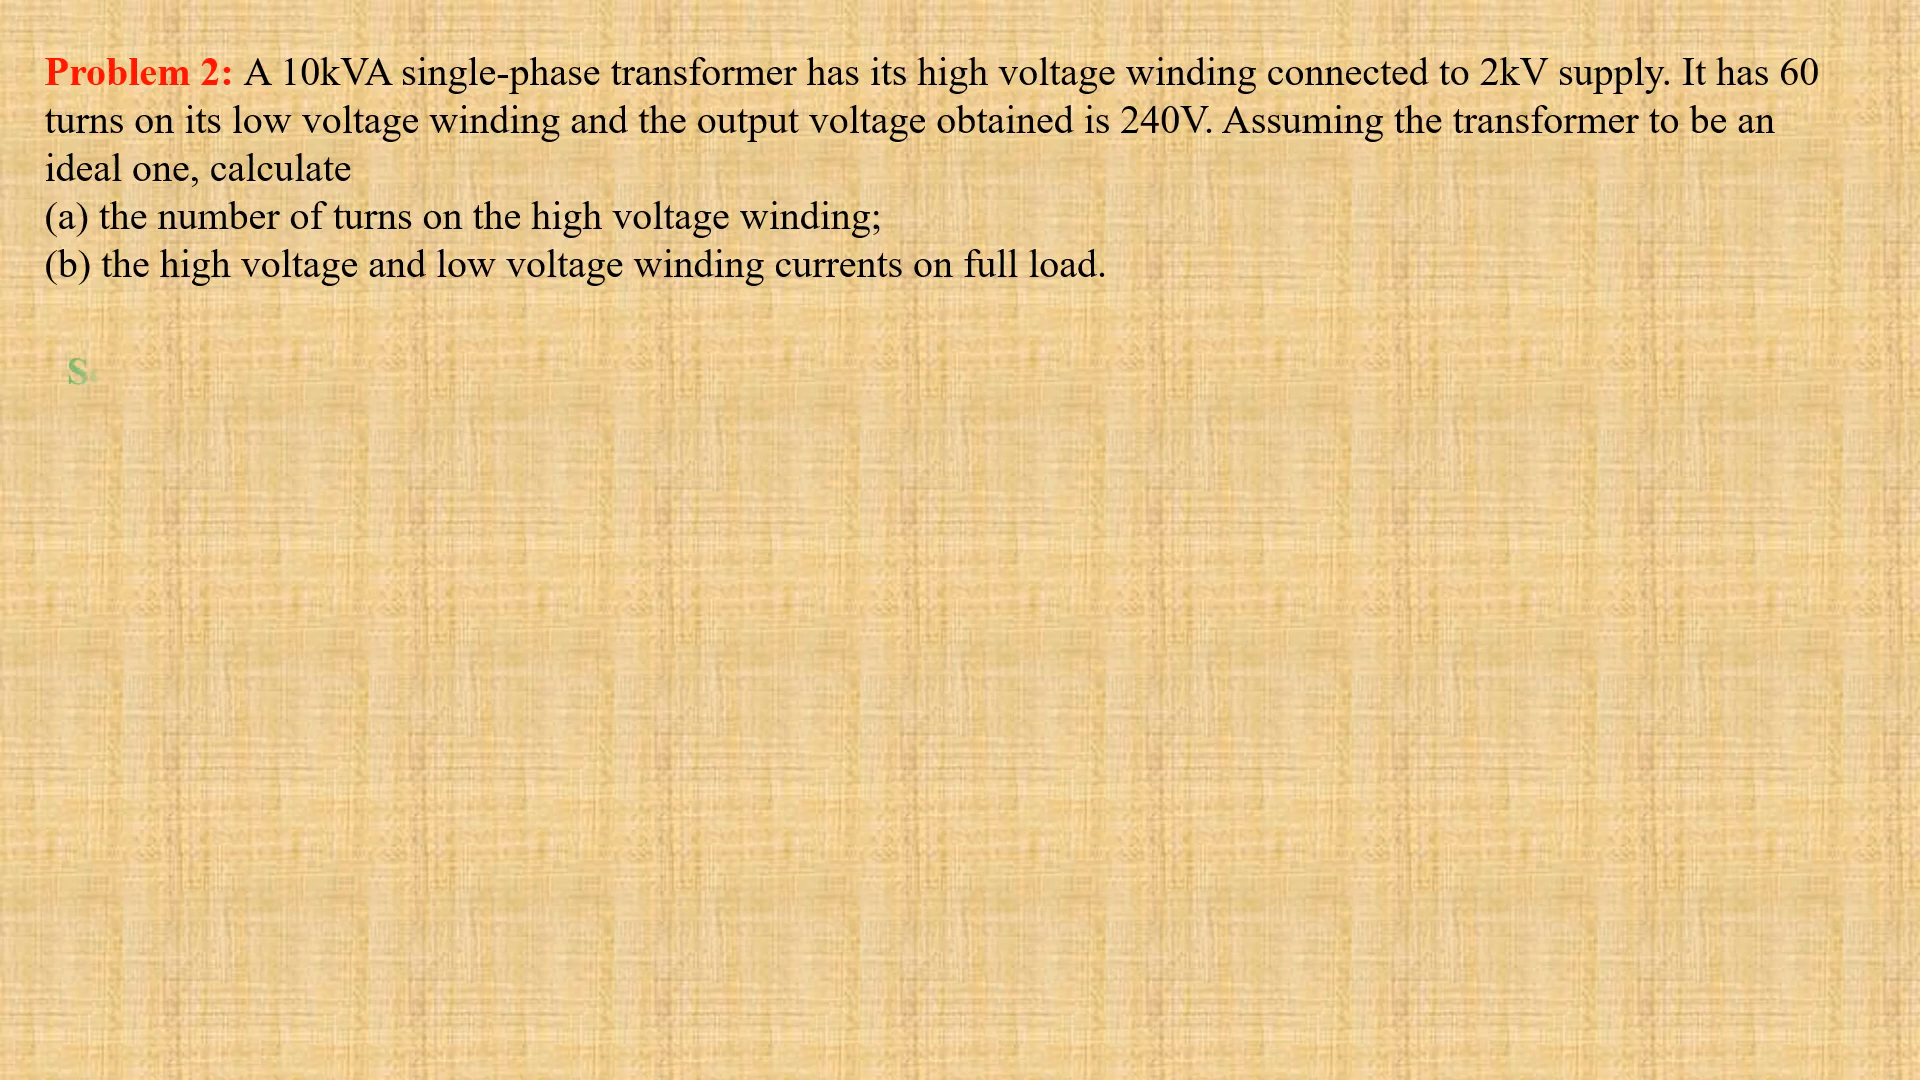 Problem 2: A 10kVA single-phase transformer has its high voltage winding connected to 2kV supply. It has 60
turns on its low voltage winding and the output voltage obtained is 240V. Assuming the transformer to be an
ideal one, calculate
(a) the number of turns on the high voltage winding;
(b) the high voltage and low voltage winding currents on full load.
S